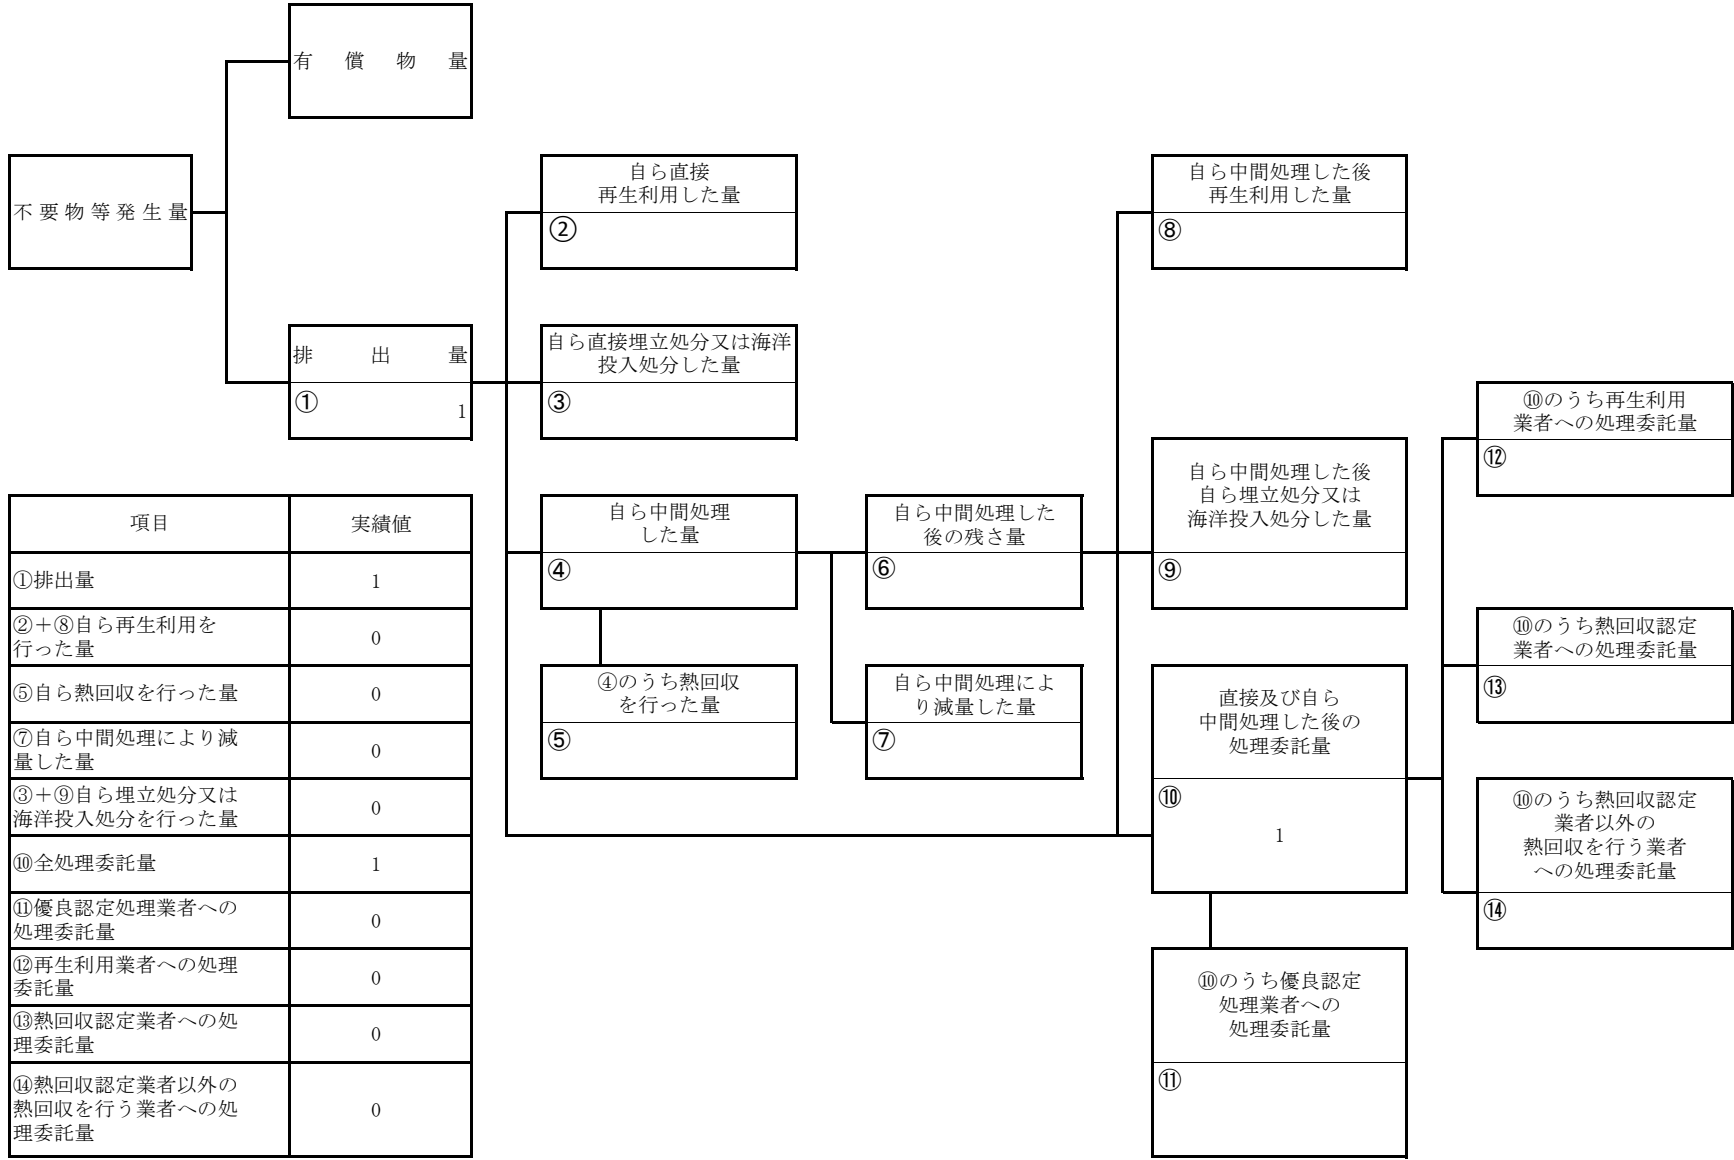 有償物量
不要物等発生量
排出量
①
1
自ら直接
再生利用した量
②
自ら直接埋立処分又は海洋
投入処分した量
③
自ら中間処理
した量
④
④のうち熱回収
を行った量
⑤
自ら中間処理した
後の残さ量
⑥
自ら中間処理によ
り減量した量
⑦
自ら中間処理した後
再生利用した量
⑧
自ら中間処理した後
自ら埋立処分又は
海洋投入処分した量
⑨
直接及び自ら
中間処理した後の
処理委託量
⑩
1
⑩のうち優良認定
処理業者への
処理委託量
⑪
⑩のうち再生利用
業者への処理委託量
⑫
⑩のうち熱回収認定
業者への処理委託量
⑬
⑩のうち熱回収認定
業者以外の
熱回収を行う業者
への処理委託量
⑭
項目 実績値
①排出量 1
②+⑧自ら再生利用を
行った量 0
⑤自ら熱回収を行った量 0
⑦自ら中間処理により減
量した量 0
③+⑨自ら埋立処分又は
海洋投入処分を行った量 0
⑩全処理委託量 1
⑪優良認定処理業者への
処理委託量 0
⑫再生利用業者への処理
委託量 0
⑬熱回収認定業者への処
理委託量 0
⑭熱回収認定業者以外の
熱回収を行う業者への処
理委託量 0